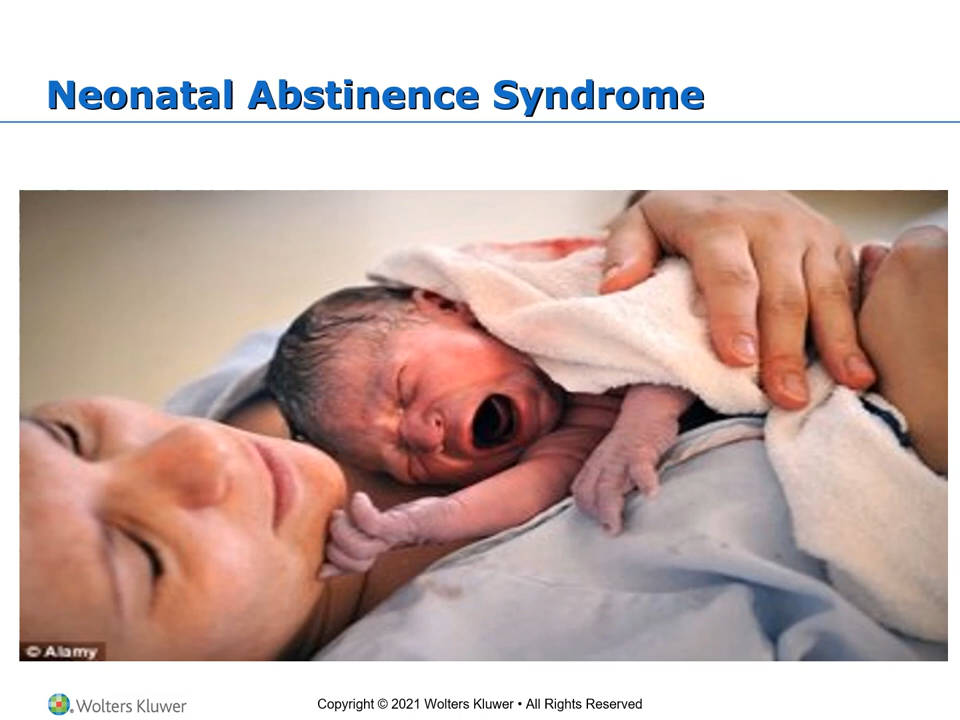 Neonatal Abstinence Syndrome
© Alamy
Wolters Kluwer
Copyright © 2021 Wolters Kluwer • All Rights Reserved